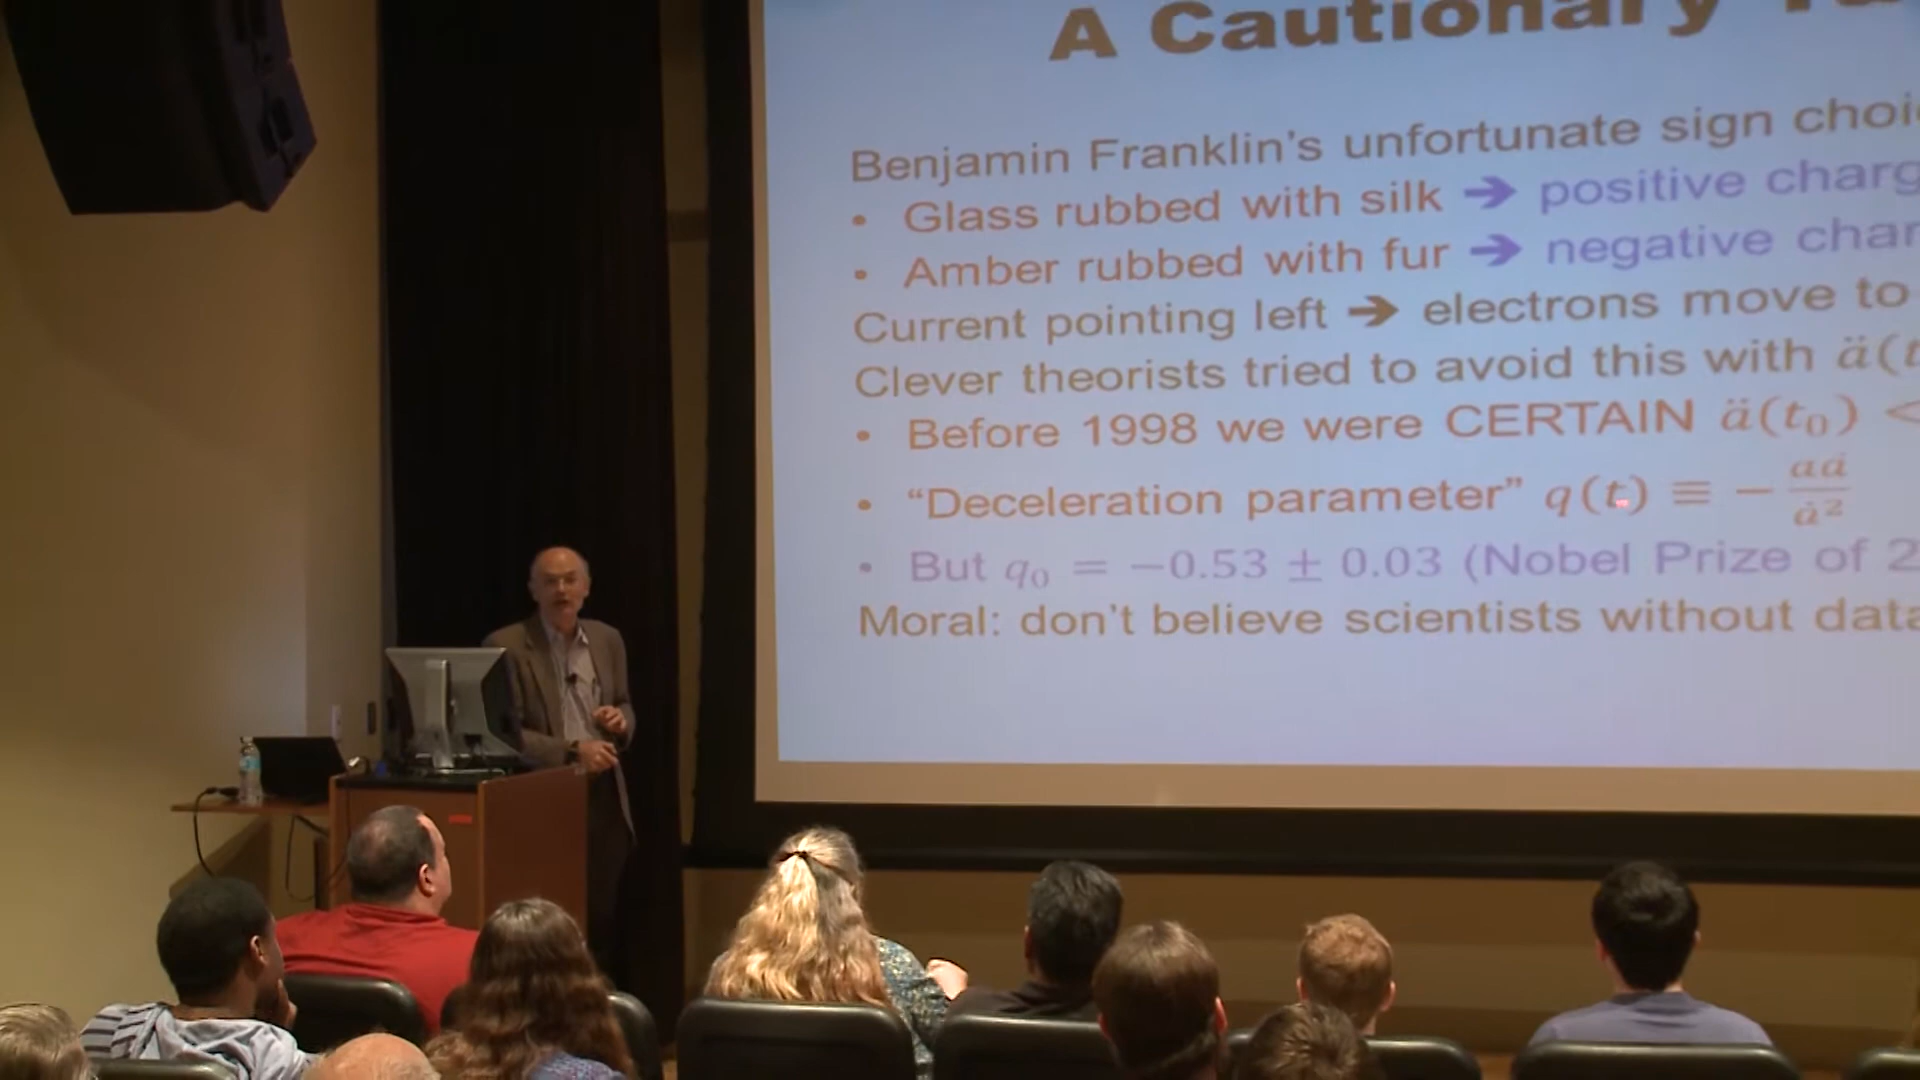 A Cautionary
Benjamin Franklin's unfortunate sign choi
• Glass rubbed with silk ➔ positive charg
• Amber rubbed with fur ➔ negative char
Current pointing left ➔ electrons move to
Clever theorists tried to avoid this with ä(t
• Before 1998 we were CERTAIN ä(t₀) <
• “Deceleration parameter” q(t) ≡ − aä/ȧ²
• But q₀ = −0.53 ± 0.03 (Nobel Prize of 2
Moral: don't believe scientists without data